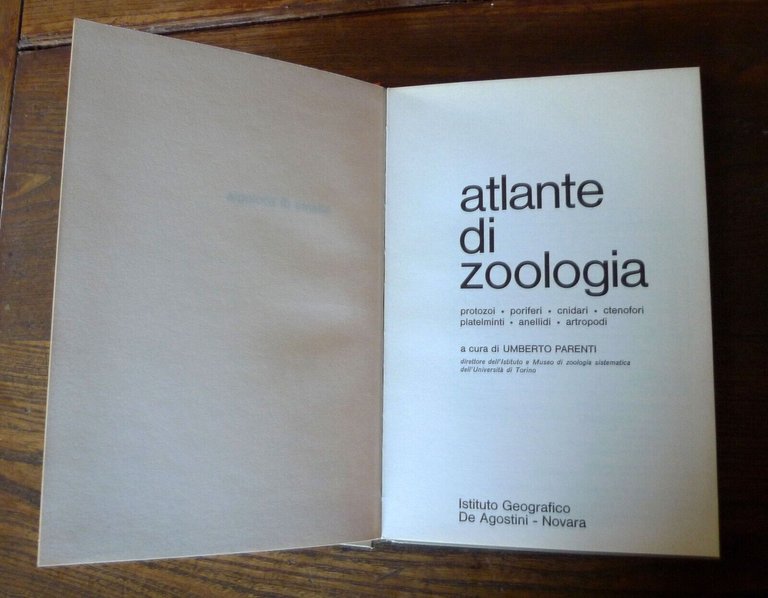 atlante
di
zoologia
protozoi • poriferi • cnidari • ctenofori
platelminti • anellidi • artropodi
a cura di UMBERTO PARENTI
direttore dell'Istituto e Museo di zoologia sistematica
dell'Università di Torino
Istituto Geografico
De Agostini - Novara